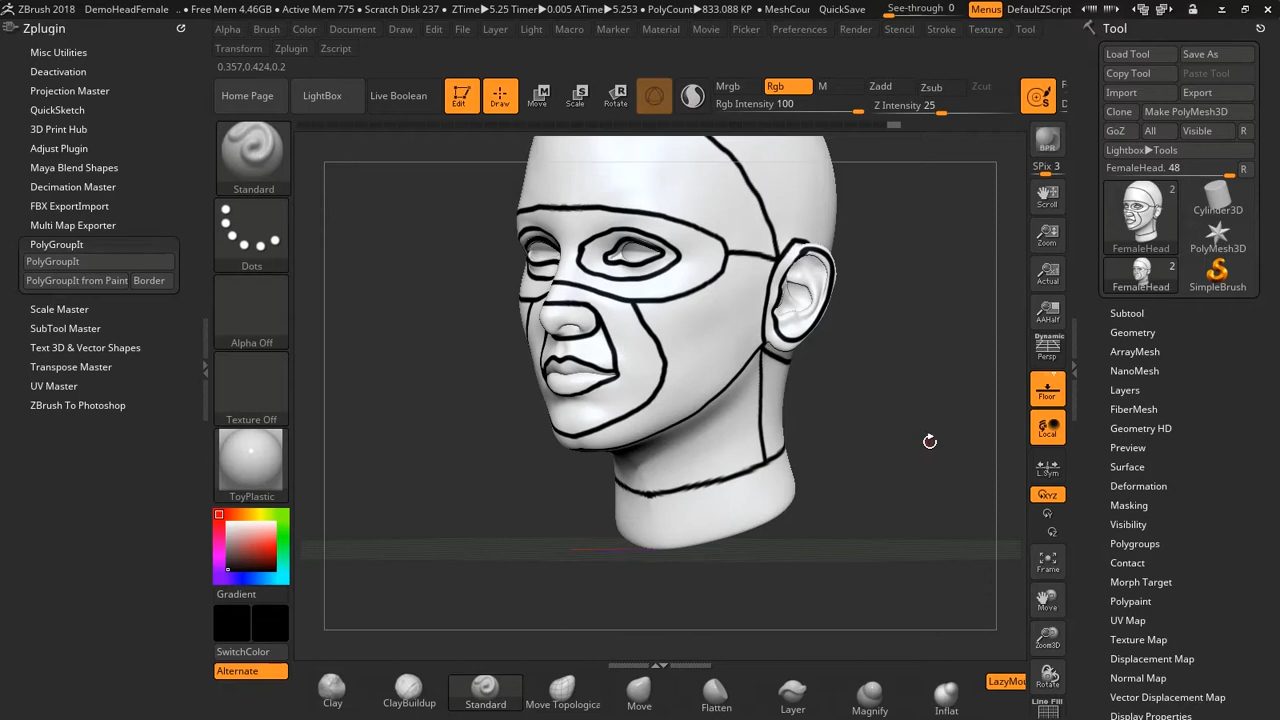 ZBrush 2018 DemoHeadFemale .. • Free Mem 4.46GB • Active Mem 775 • Scratch Disk 237 • ZTime▶5.25 Timer▶0.005 ATime▶5.253 • PolyCount▶833.088 KP • MeshCour QuickSave See-through 0 Menus DefaultZScript
Zplugin
Alpha Brush Color Document Draw Edit File Layer Light Macro Marker Material Movie Picker Preferences Render Stencil Stroke Texture Tool
Transform Zplugin Zscript
0.357,0.424,0.2
Home Page LightBox Live Boolean Edit Draw Move Scale Rotate Mrgb Rgb M Zadd Zsub Zcut
Rgb Intensity 100 Z Intensity 25
Misc Utilities
Deactivation
Projection Master
QuickSketch
3D Print Hub
Adjust Plugin
Maya Blend Shapes
Decimation Master
FBX ExportImport
Multi Map Exporter
PolyGroupIt
PolyGroupIt
PolyGroupIt from Paint Border
Scale Master
SubTool Master
Text 3D & Vector Shapes
Transpose Master
UV Master
ZBrush To Photoshop
Standard
Dots
Alpha Off
Texture Off
ToyPlastic
Gradient
SwitchColor
Alternate
Clay ClayBuildup Standard Move Topologica Move Flatten Layer Magnify Inflat
LazyMou
S
BPR
SPix 3
Scroll
Zoom
Actual
AAHalf
Dynamic
Persp
Floor
Local
L.Sym
XYZ
Y
Z
Frame
Move
Zoom3D
Rotate
Line Fill
Tool
Load Tool Save As
Copy Tool Paste Tool
Import Export
Clone Make PolyMesh3D
GoZ All Visible R
Lightbox▶Tools
FemaleHead. 48 R
2
FemaleHead Cylinder3D
PolyMesh3D
2
FemaleHead SimpleBrush
Subtool
Geometry
ArrayMesh
NanoMesh
Layers
FiberMesh
Geometry HD
Preview
Surface
Deformation
Masking
Visibility
Polygroups
Contact
Morph Target
Polypaint
UV Map
Texture Map
Displacement Map
Normal Map
Vector Displacement Map
Display Properties